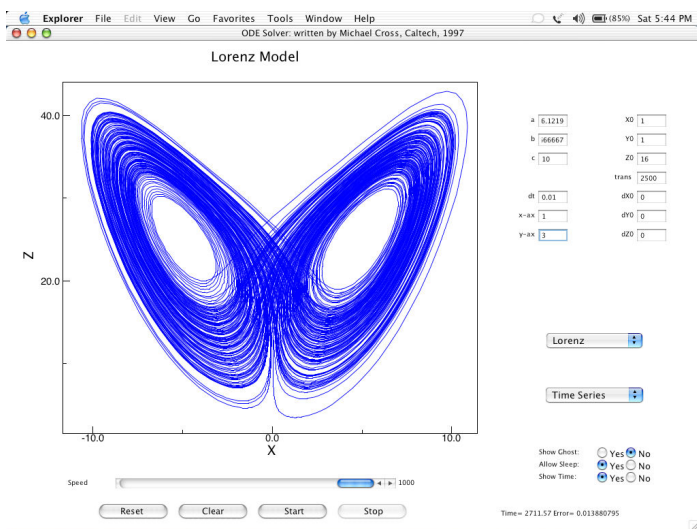 Explorer File Edit View Go Favorites Tools Window Help (85%) Sat 5:44 PM
ODE Solver: written by Michael Cross, Caltech, 1997
Lorenz Model
40.0
20.0
Z
-10.0 0.0 10.0
X
a 6.1219 X0 1
b i66667 Y0 1
c 10 Z0 16
trans 2500
dt 0.01 dX0 0
x-ax 1 dY0 0
y-ax 3 dZ0 0
Lorenz
Time Series
Show Ghost: Yes No
Allow Sleep: Yes No
Show Time: Yes No
Speed 1000
Reset Clear Start Stop
Time= 2711.57 Error= 0.013880795